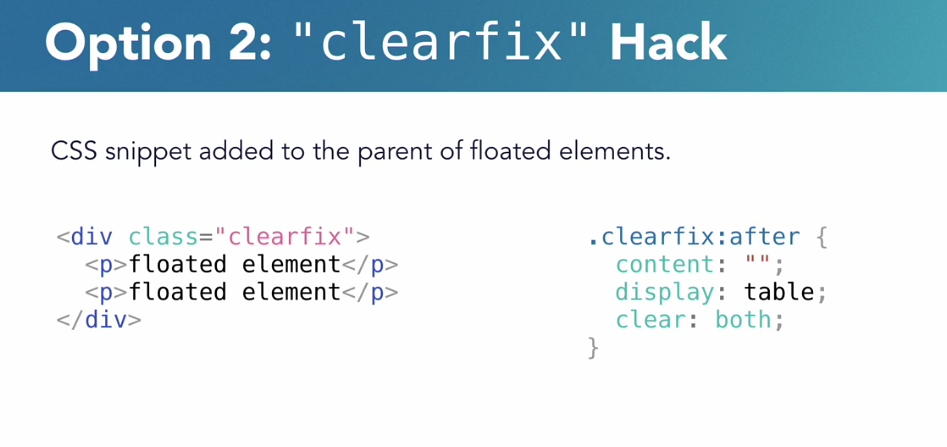 Option 2: "clearfix" Hack
CSS snippet added to the parent of floated elements.
<div class="clearfix">
  <p>floated element</p>
  <p>floated element</p>
</div>
.clearfix:after {
  content: "";
  display: table;
  clear: both;
}